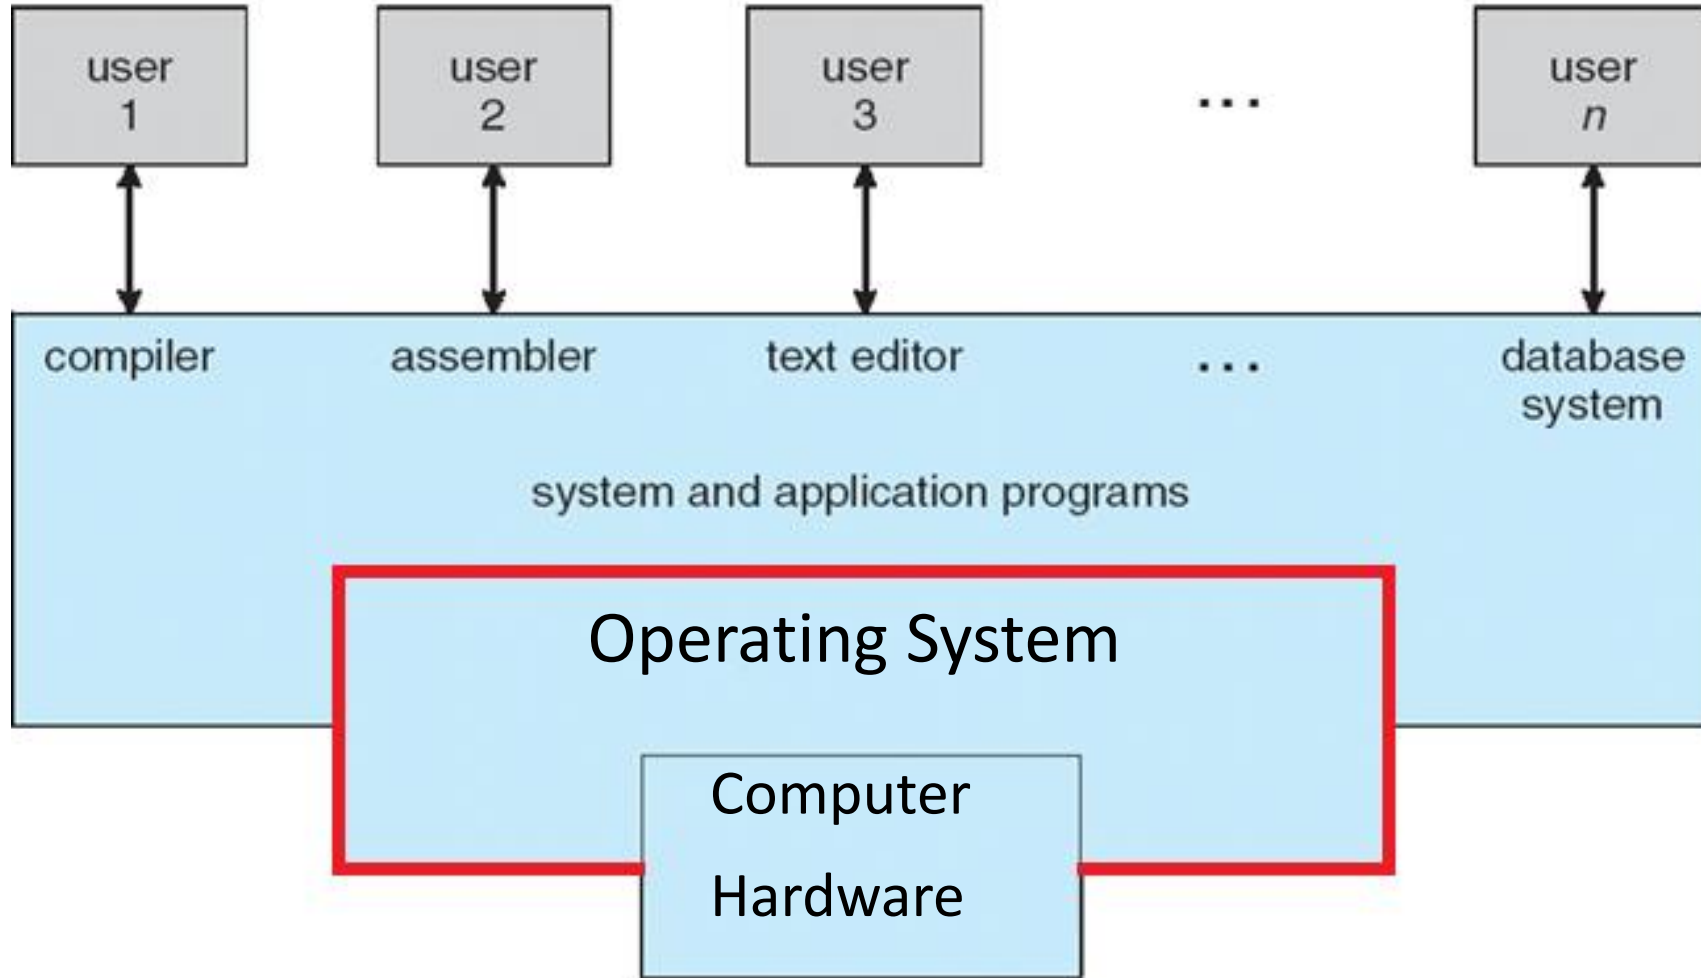 user
1
user
2
user
3
...
user
n
compiler
assembler
text editor
...
database
system
system and application programs
Operating System
Computer
Hardware